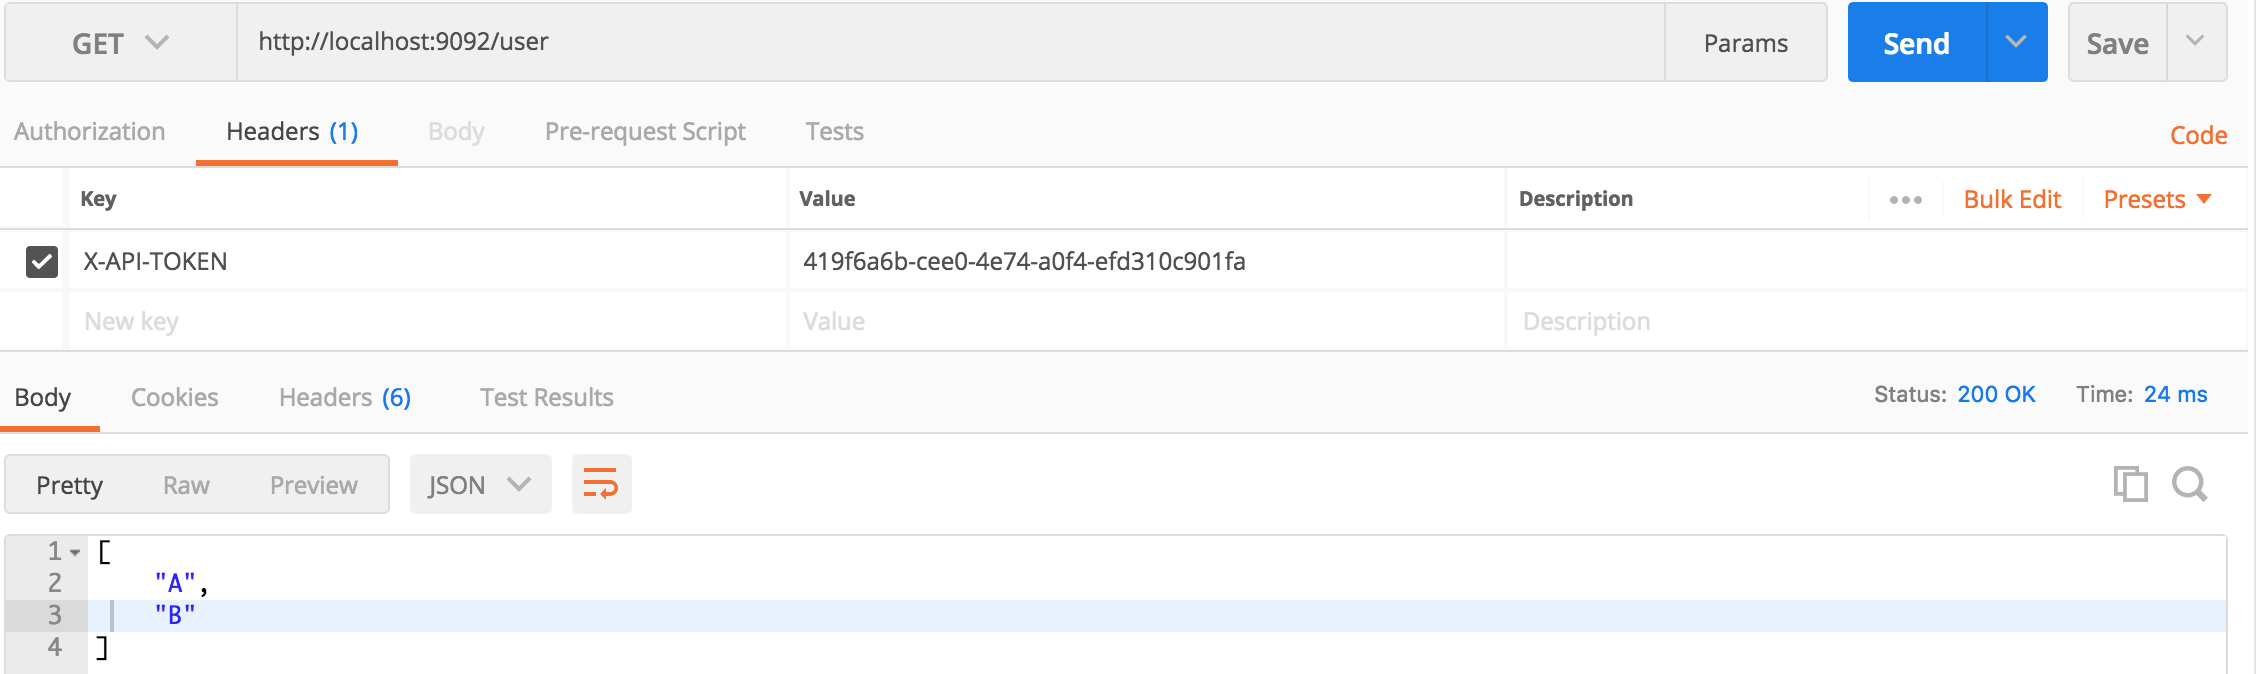 GET http://localhost:9092/user Params Send Save
Authorization Headers (1) Body Pre-request Script Tests Code
Key Value Description ••• Bulk Edit Presets
X-API-TOKEN 419f6a6b-cee0-4e74-a0f4-efd310c901fa
New key Value Description
Body Cookies Headers (6) Test Results Status: 200 OK Time: 24 ms
Pretty Raw Preview JSON
1 [
2 "A",
3 "B"
4 ]